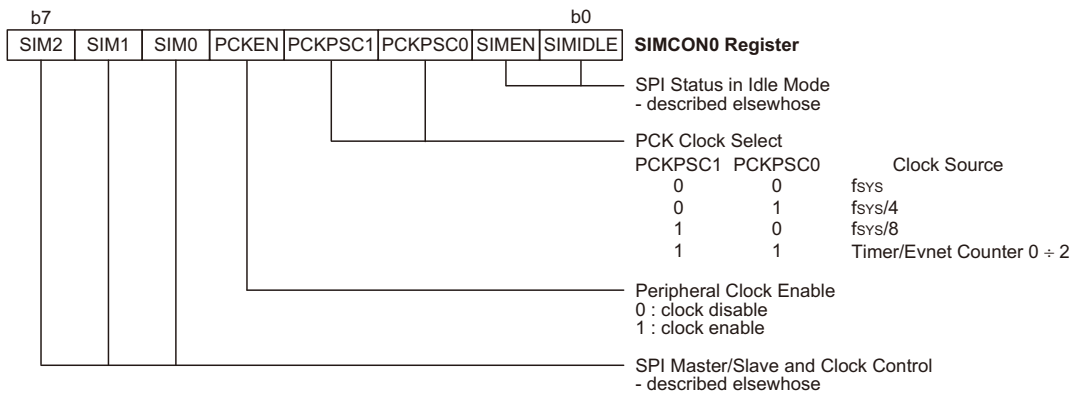 b7 b0
SIM2 SIM1 SIM0 PCKEN PCKPSC1 PCKPSC0 SIMEN SIMIDLE SIMCON0 Register
SPI Status in Idle Mode
- described elsewhose
PCK Clock Select
PCKPSC1 PCKPSC0 Clock Source
0 0 fSYS
0 1 fSYS/4
1 0 fSYS/8
1 1 Timer/Evnet Counter 0 ÷ 2
Peripheral Clock Enable
0 : clock disable
1 : clock enable
SPI Master/Slave and Clock Control
- described elsewhose